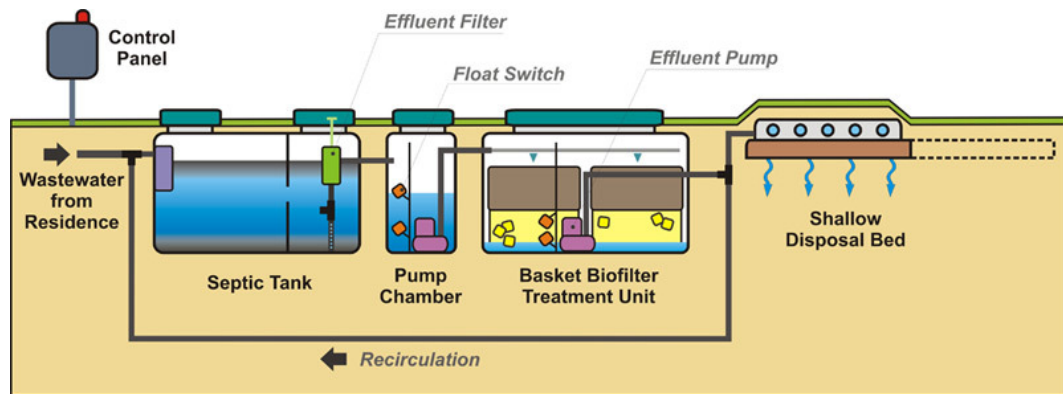 Effluent Filter
Control
Panel
Float Switch
Effluent Pump
Wastewater
from
Residence
Septic Tank
Pump
Chamber
Basket Biofilter
Treatment Unit
Shallow
Disposal Bed
Recirculation